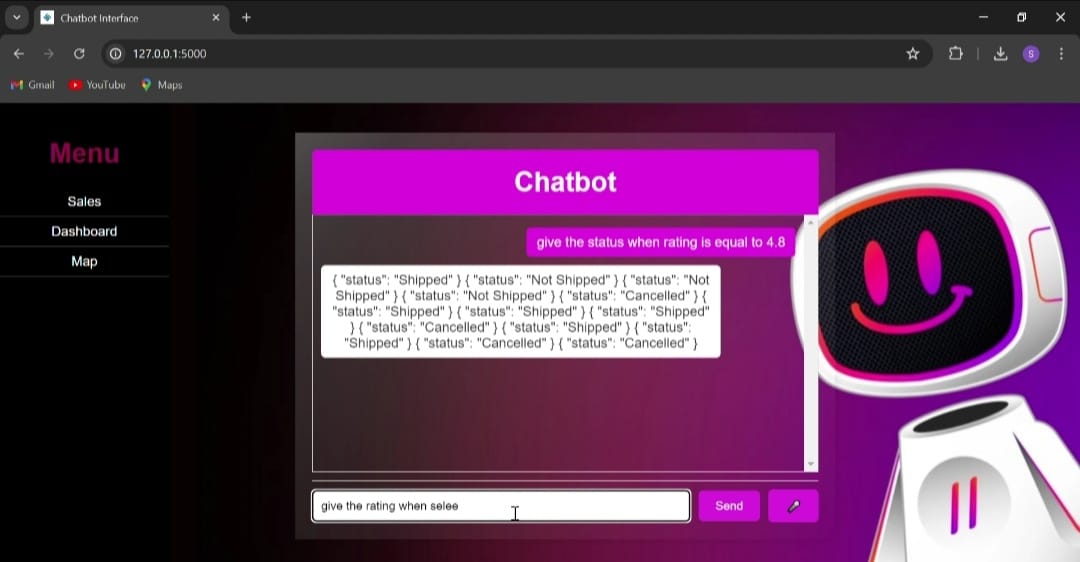 Chatbot Interface
127.0.0.1:5000
S
Gmail
YouTube
Maps
Menu
Sales
Dashboard
Map
Chatbot
give the status when rating is equal to 4.8
{ "status": "Shipped" } { "status": "Not Shipped" } { "status": "Not
Shipped" } { "status": "Not Shipped" } { "status": "Cancelled" } {
"status": "Shipped" } { "status": "Shipped" } { "status": "Shipped"
} { "status": "Cancelled" } { "status": "Shipped" } { "status":
"Shipped" } { "status": "Cancelled" } { "status": "Cancelled" }
give the rating when selee
Send